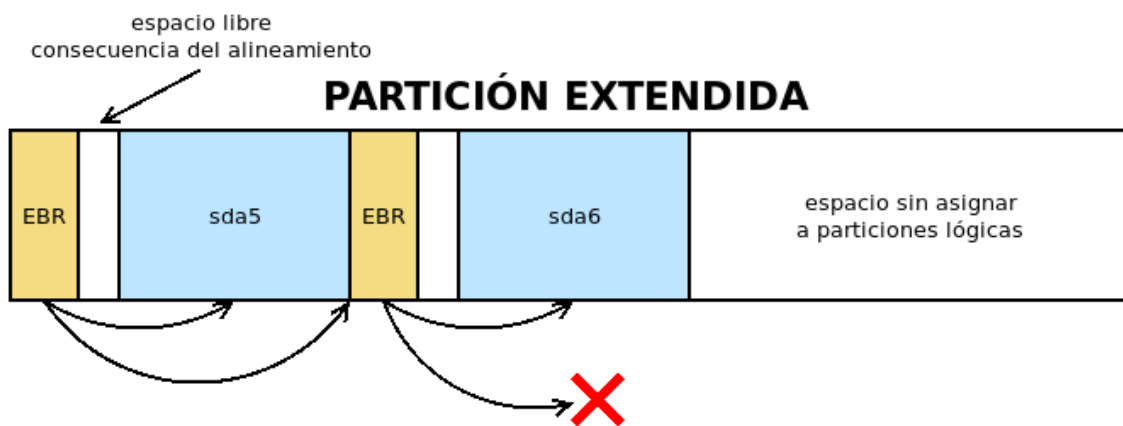 espacio libre
consecuencia del alineamiento
PARTICIÓN EXTENDIDA
EBR
sda5
EBR
sda6
espacio sin asignar
a particiones lógicas